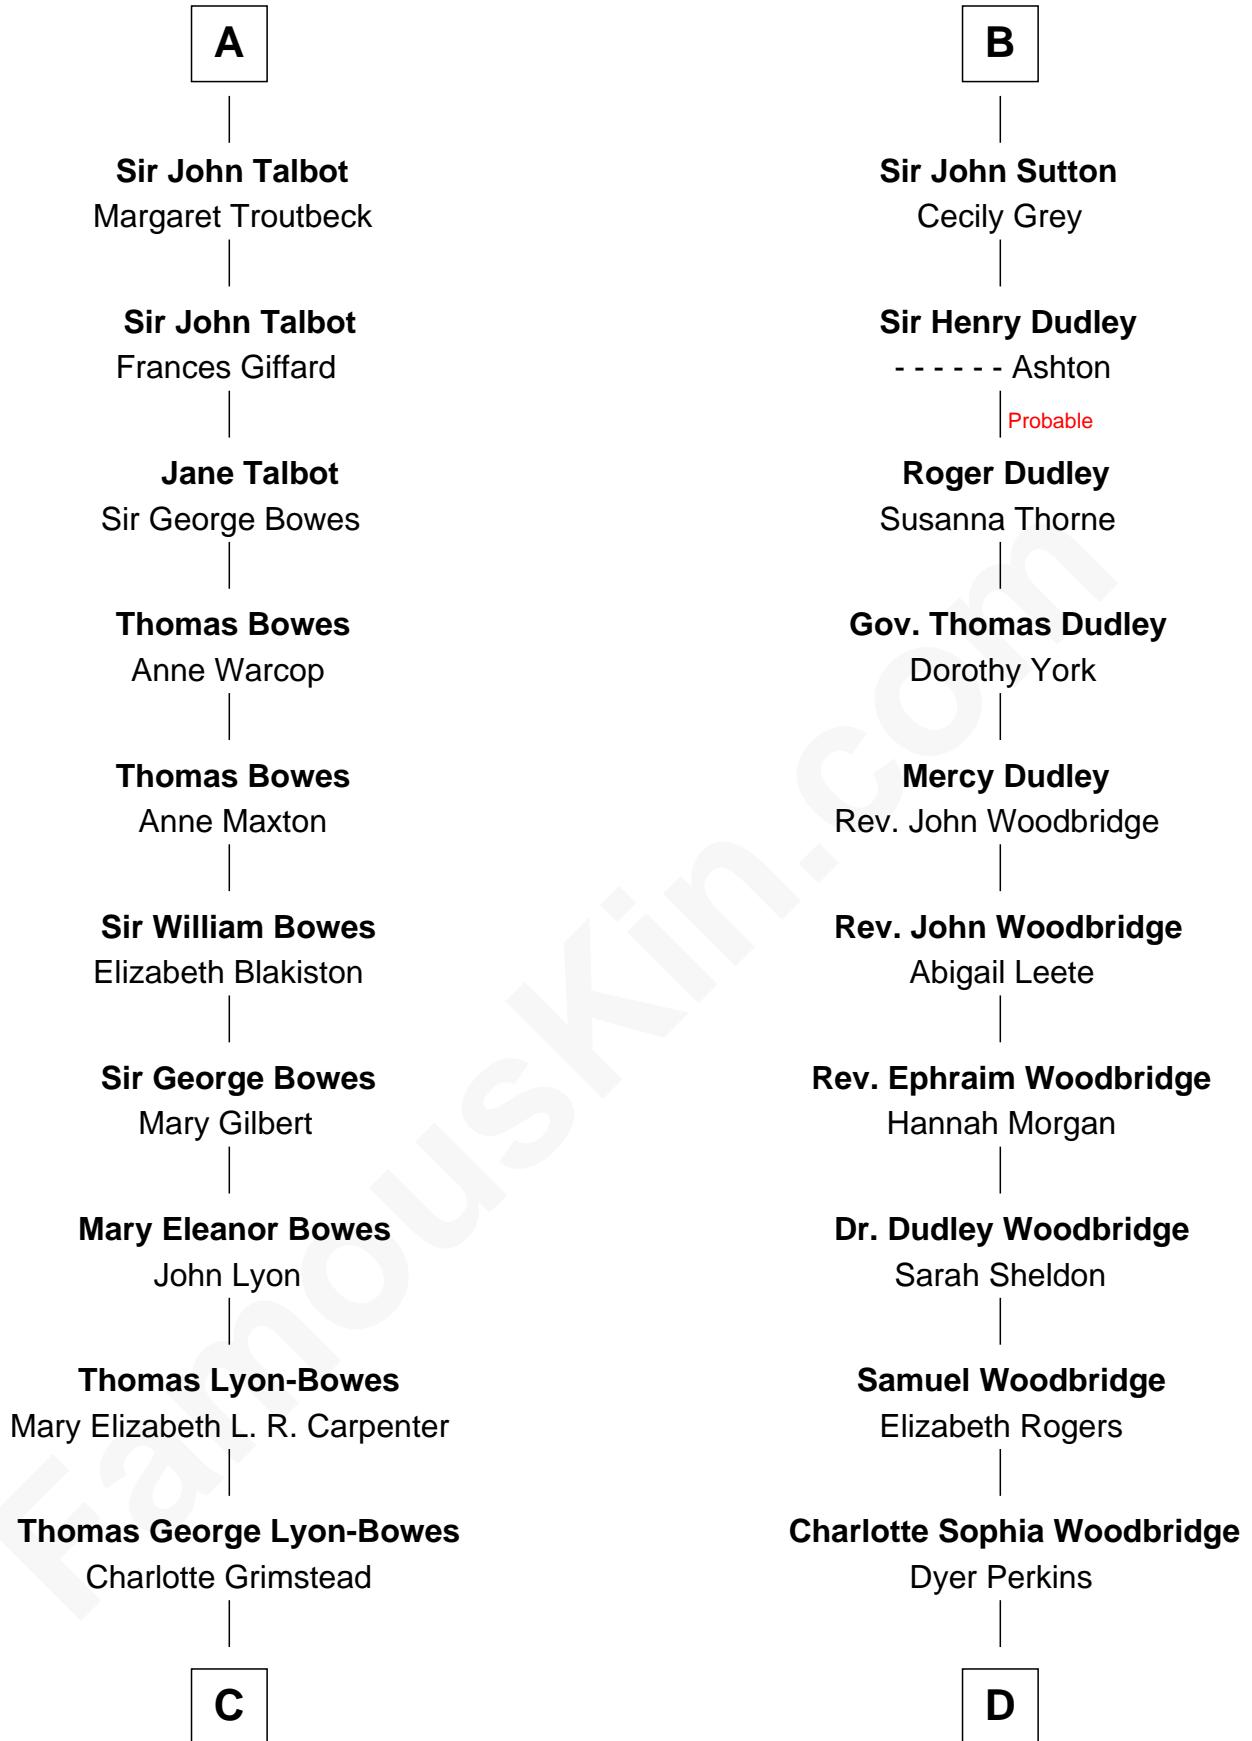 A
Sir John Talbot
Margaret Troutbeck
Sir John Talbot
Frances Giffard
Jane Talbot
Sir George Bowes
Thomas Bowes
Anne Warcop
Thomas Bowes
Anne Maxton
Sir William Bowes
Elizabeth Blakiston
Sir George Bowes
Mary Gilbert
Mary Eleanor Bowes
John Lyon
Thomas Lyon-Bowes
Mary Elizabeth L. R. Carpenter
Thomas George Lyon-Bowes
Charlotte Grimstead
C
B
Sir John Sutton
Cecily Grey
Sir Henry Dudley
- - - - - - Ashton
Probable
Roger Dudley
Susanna Thorne
Gov. Thomas Dudley
Dorothy York
Mercy Dudley
Rev. John Woodbridge
Rev. John Woodbridge
Abigail Leete
Rev. Ephraim Woodbridge
Hannah Morgan
Dr. Dudley Woodbridge
Sarah Sheldon
Samuel Woodbridge
Elizabeth Rogers
Charlotte Sophia Woodbridge
Dyer Perkins
D
FamousKin.com